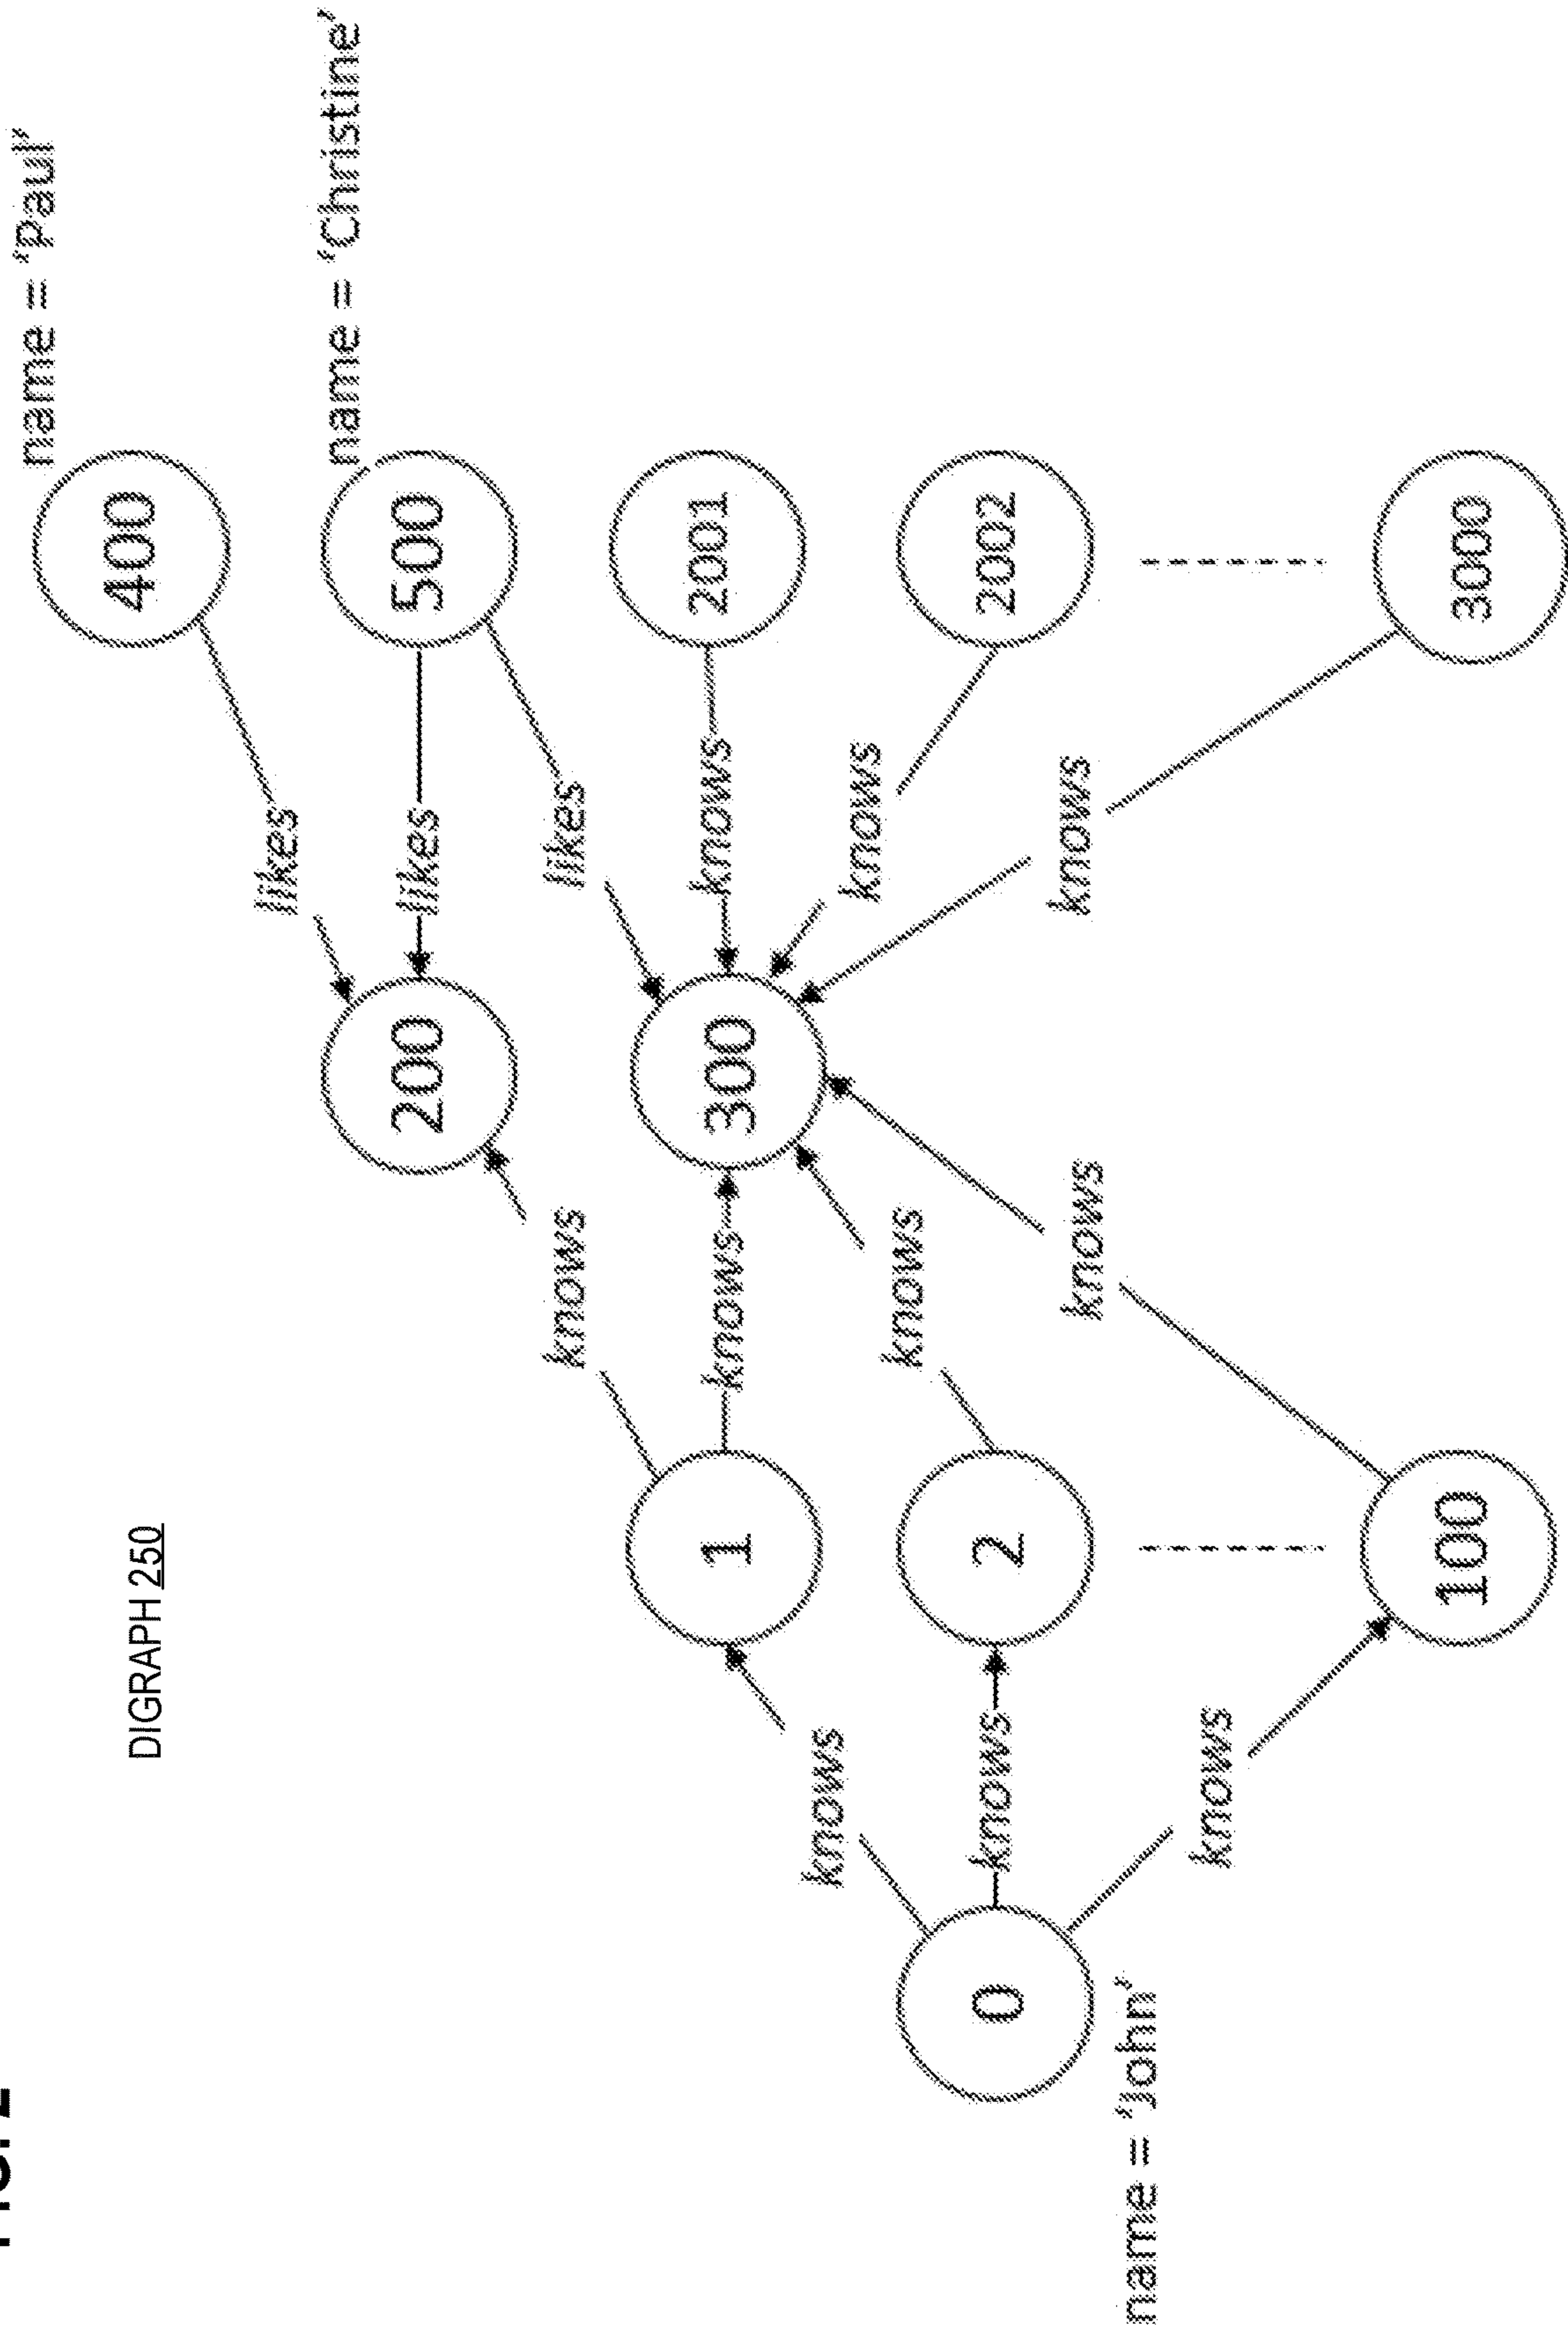 FIG. 2
name = 'Paul"
DIGRAPH 250
400
likes
name = 'Christine'
200 likes 500
knows likes
1 knows 300 knows 2001
knows knows
knows
0 knows 2 2002
knows knows
name = 'John'
knows
100 3000